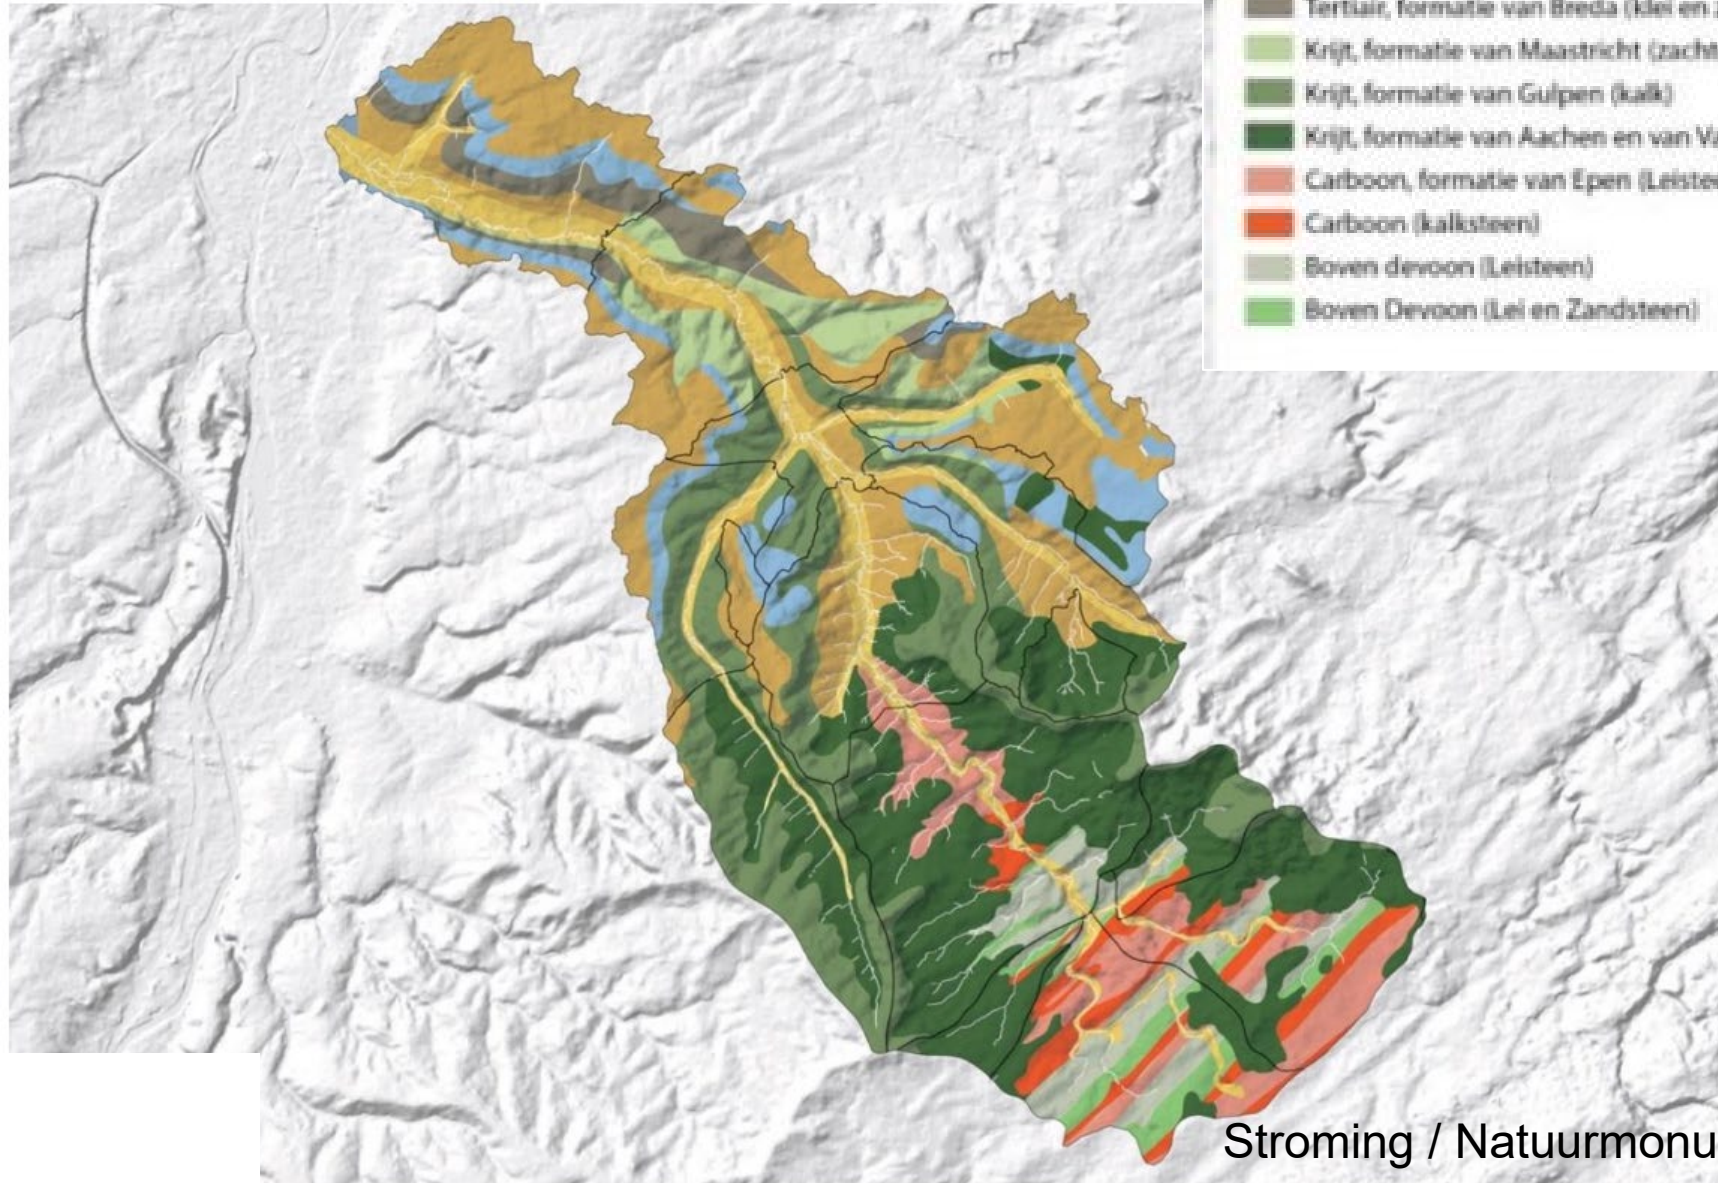 Tertiair, formatie van Breda (klei en
Krijt, formatie van Maastricht (zacht
Krijt, formatie van Gulpen (kalk)
Krijt, formatie van Aachen en van Va
Carboon, formatie van Epen (Leistee
Carboon (kalksteen)
Boven devoon (Leisteen)
Boven Devoon (Lei en Zandsteen)
Stroming / Natuurmonu